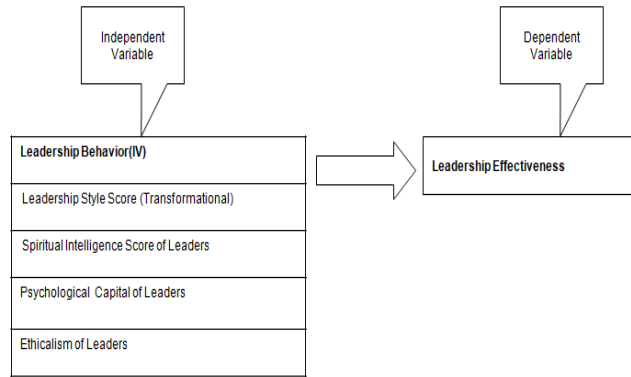 Independent
Variable
Dependent
Variable
Leadership Behavior(IV)
Leadership Effectiveness
Leadership Style Score (Transformational)
Spiritual Intelligence Score of Leaders
Psychological Capital of Leaders
Ethicalism of Leaders